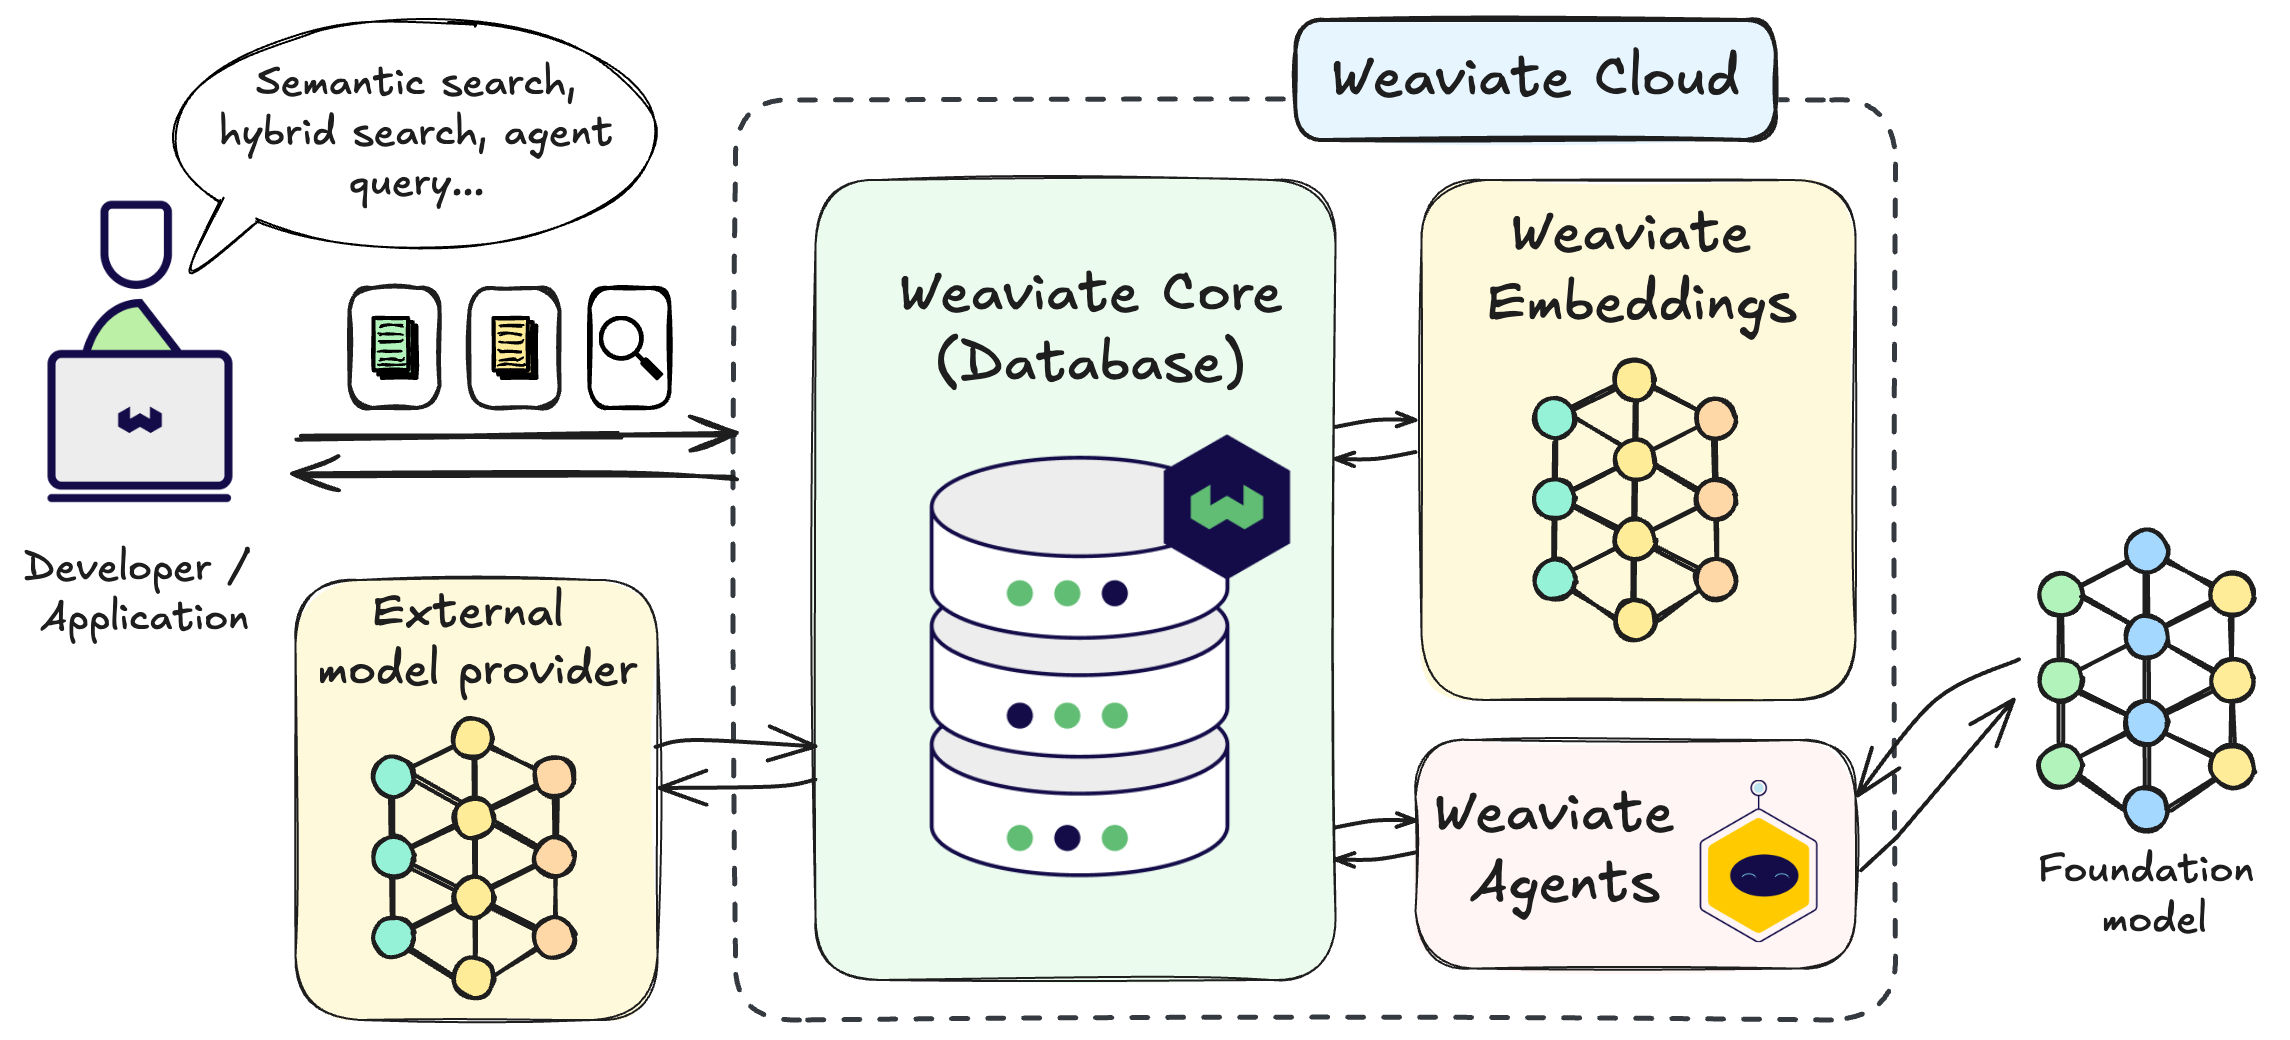 Semantic search,
hybrid search, agent
query...
Weaviate Cloud
Weaviate Core
(Database)
Weaviate
Embeddings
Developer /
Application
External
model provider
Weaviate
Agents
Foundation
model